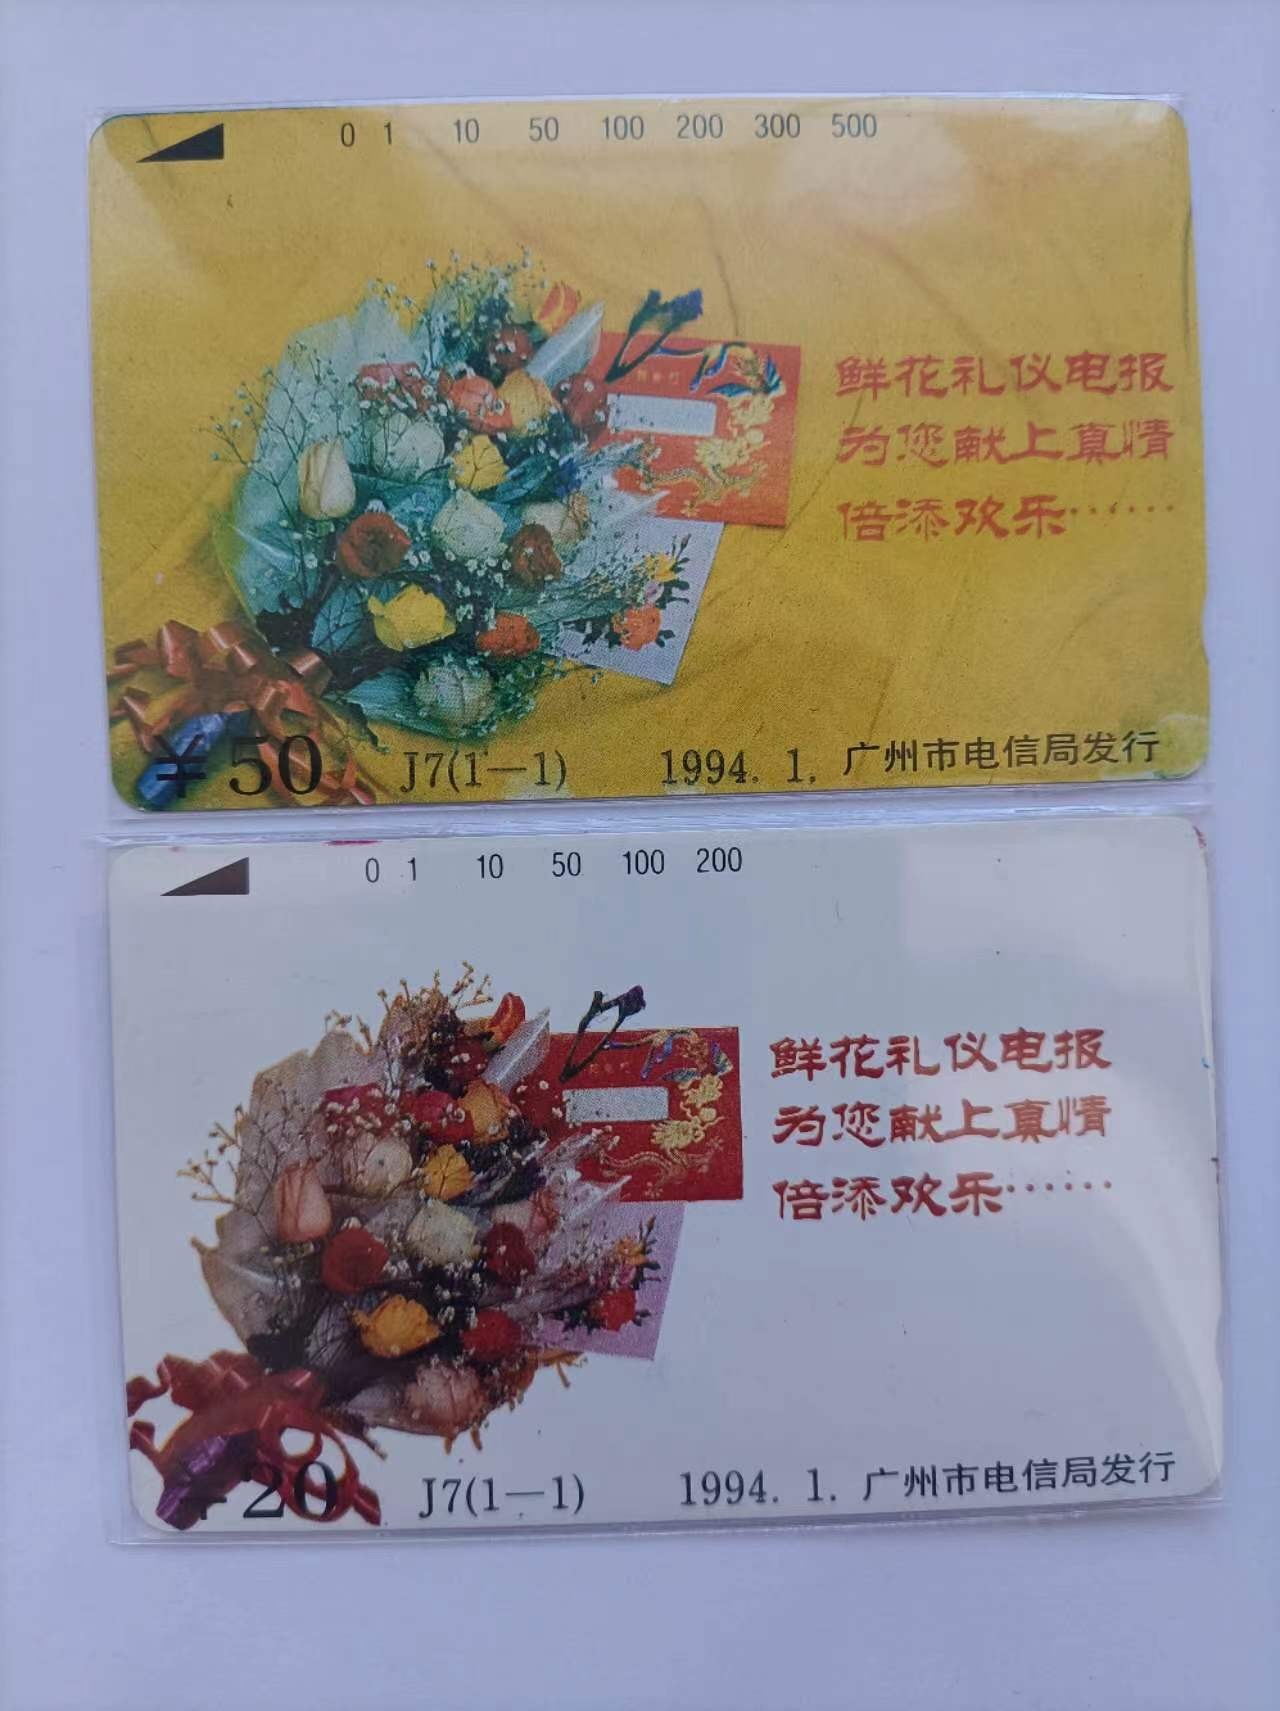 0 1 10 50 100 200 300 500
鲜花礼仪电报
为您献上真情
倍添欢乐……
¥50 J7(1—1) 1994. 1. 广州市电信局发行
0 1 10 50 100 200
鲜花礼仪电报
为您献上真情
倍添欢乐……
¥20 J7(1—1) 1994. 1. 广州市电信局发行